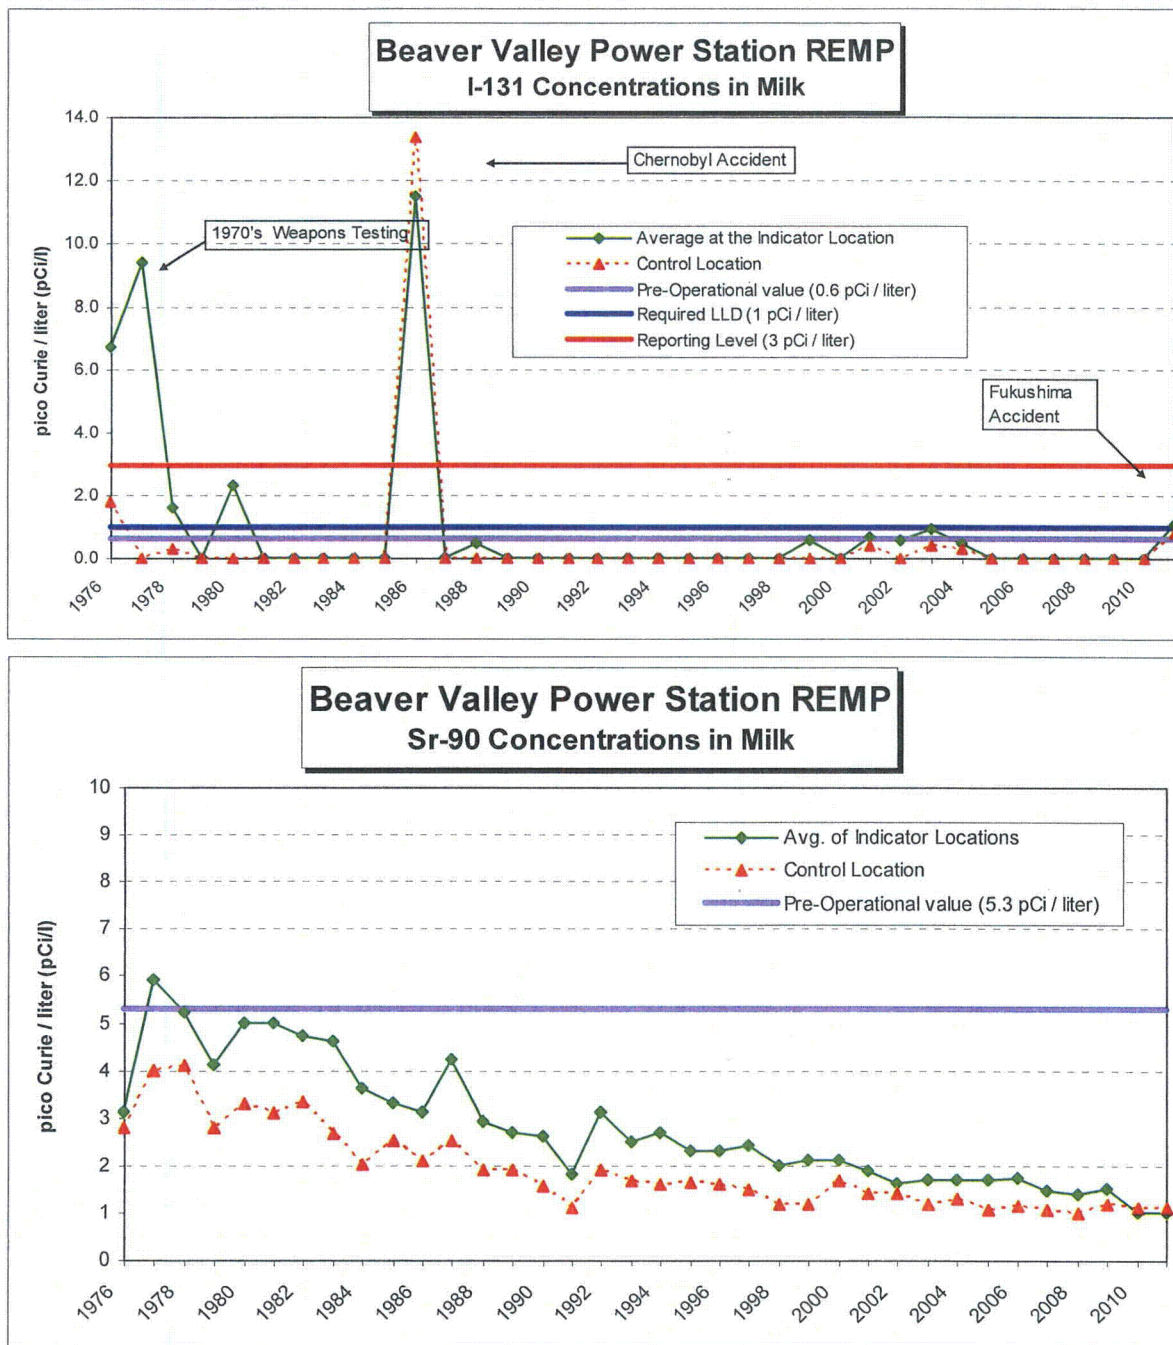 Beaver Valley Power Station REMP
I-131 Concentrations in Milk
pico Curie / liter (pCi/l)
14.0
12.0
10.0
8.0
6.0
4.0
2.0
0.0
Chernobyl Accident
1970's Weapons Testing
Average at the Indicator Location
Control Location
Pre-Operational value (0.6 pCi / liter)
Required LLD (1 pCi / liter)
Reporting Level (3 pCi / liter)
Fukushima
Accident
1976 1978 1980 1982 1984 1986 1988 1990 1992 1994 1996 1998 2000 2002 2004 2006 2008 2010
Beaver Valley Power Station REMP
Sr-90 Concentrations in Milk
pico Curie / liter (pCi/l)
10
9
8
7
6
5
4
3
2
1
0
Avg. of Indicator Locations
Control Location
Pre-Operational value (5.3 pCi / liter)
1976 1978 1980 1982 1984 1986 1988 1990 1992 1994 1996 1998 2000 2002 2004 2006 2008 2010